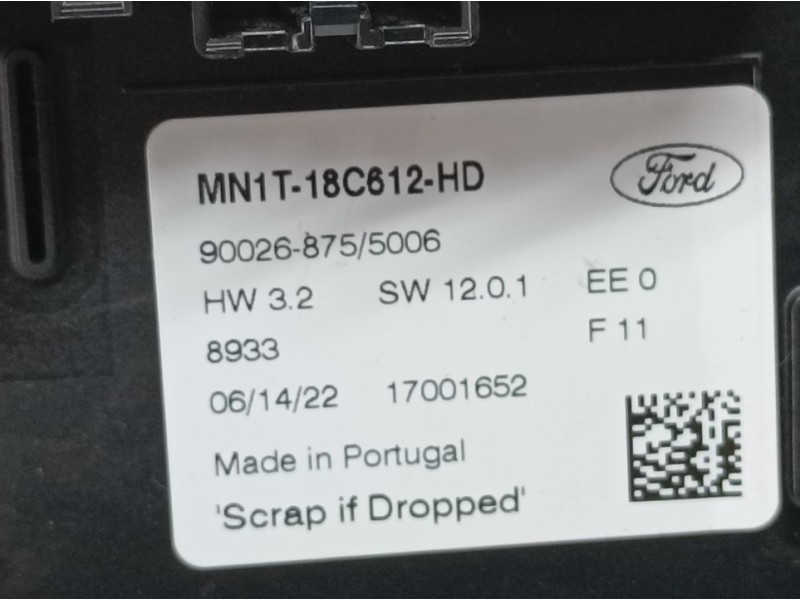 MN1T-18C612-HD Ford
90026-875/5006
HW 3.2 SW 12.0.1 EE 0
8933 F 11
06/14/22 17001652
Made in Portugal
'Scrap if Dropped'